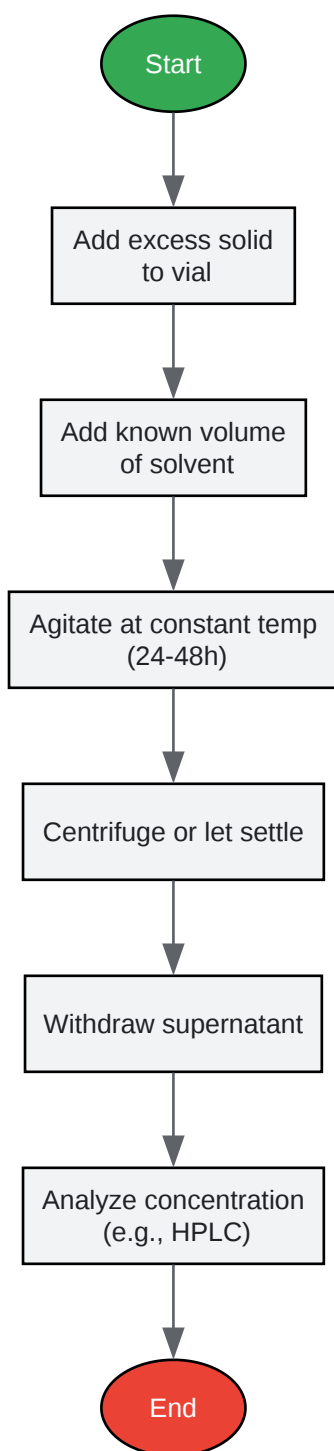 Start
Add excess solid
to vial
Add known volume
of solvent
Agitate at constant temp
(24-48h)
Centrifuge or let settle
Withdraw supernatant
Analyze concentration
(e.g., HPLC)
End